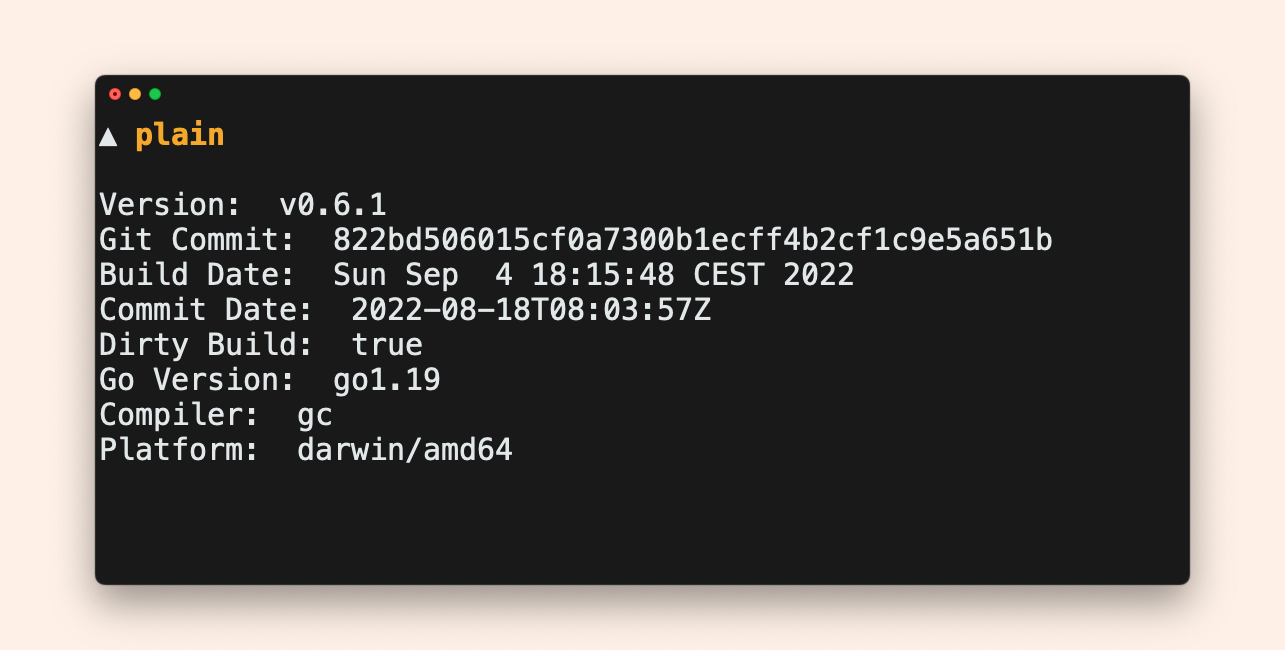 ▲ plain
Version:  v0.6.1
Git Commit:  822bd506015cf0a7300b1ecff4b2cf1c9e5a651b
Build Date:  Sun Sep  4 18:15:48 CEST 2022
Commit Date:  2022-08-18T08:03:57Z
Dirty Build:  true
Go Version:  go1.19
Compiler:  gc
Platform:  darwin/amd64